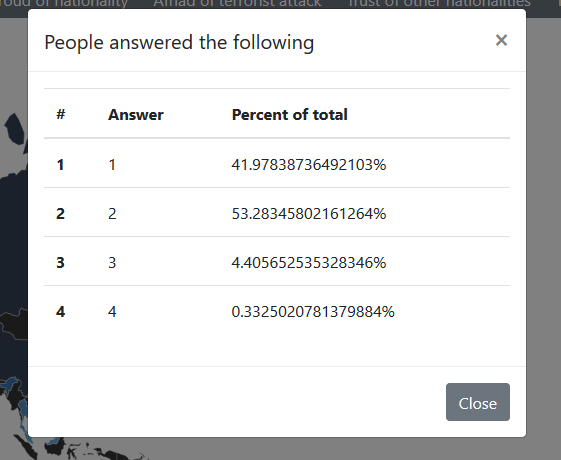 roud of nationality Afraid of terrorist attack Trust of other nationalities
People answered the following ×
# Answer Percent of total
1 1 41.97838736492103%
2 2 53.28345802161264%
3 3 4.405652535328346%
4 4 0.3325020781379884%
Close